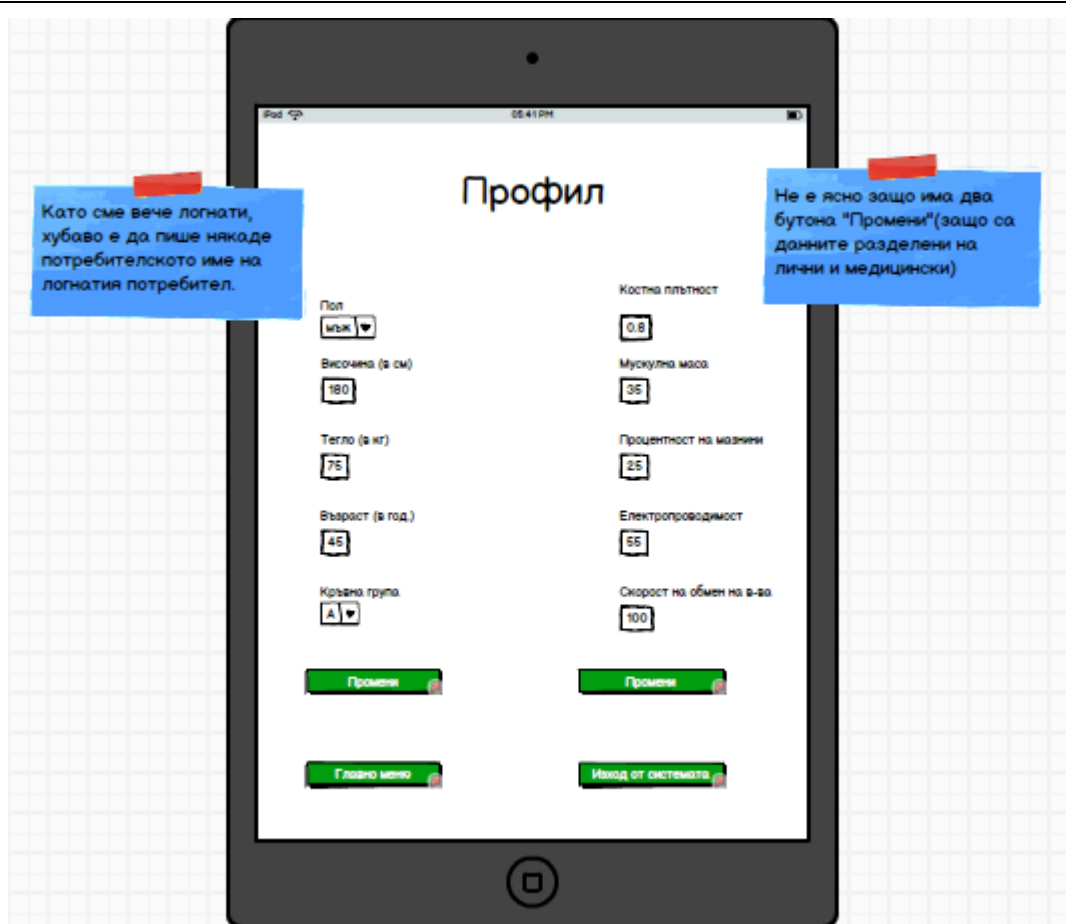 iPad
05:41 PM
Профил
Като сме вече логнати,
хубаво е да пише някаде
потребителското име на
логнатия потребител.
Не е ясно защо има два
бутона "Промени"(защо са
данните разделени на
лични и медицински)
Пол
мъж
Височина (в см)
180
Тегло (в кг)
75
Възраст (в год.)
45
Кръвна група
А
Костна плътност
0.8
Мускулна маса
35
Процентност на мазнини
25
Електропроводимост
55
Скорост на обмен на в-ва
100
Промени
Промени
Главно меню
Изход от системата